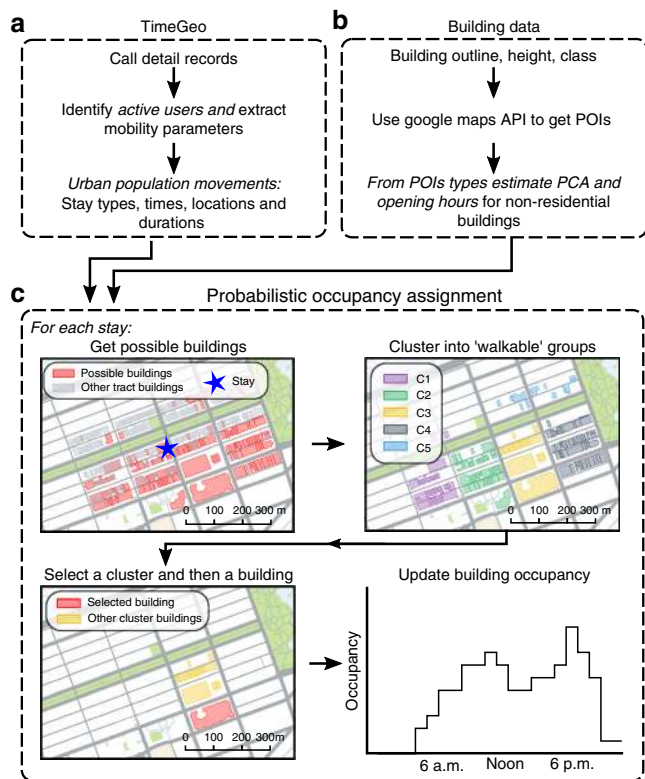 a
TimeGeo
Call detail records
Identify active users and extract
mobility parameters
Urban population movements:
Stay types, times, locations and
durations
b
Building data
Building outline, height, class
Use google maps API to get POIs
From POIs types estimate PCA and
opening hours for non-residential
buildings
c
Probabilistic occupancy assignment
For each stay:
Get possible buildings
Possible buildings
Other tract buildings
Stay
0 100 200 300 m
Cluster into 'walkable' groups
C1
C2
C3
C4
C5
0 100 200 300 m
Select a cluster and then a building
Selected building
Other cluster buildings
0 100 200 300 m
Update building occupancy
Occupancy
6 a.m. Noon 6 p.m.